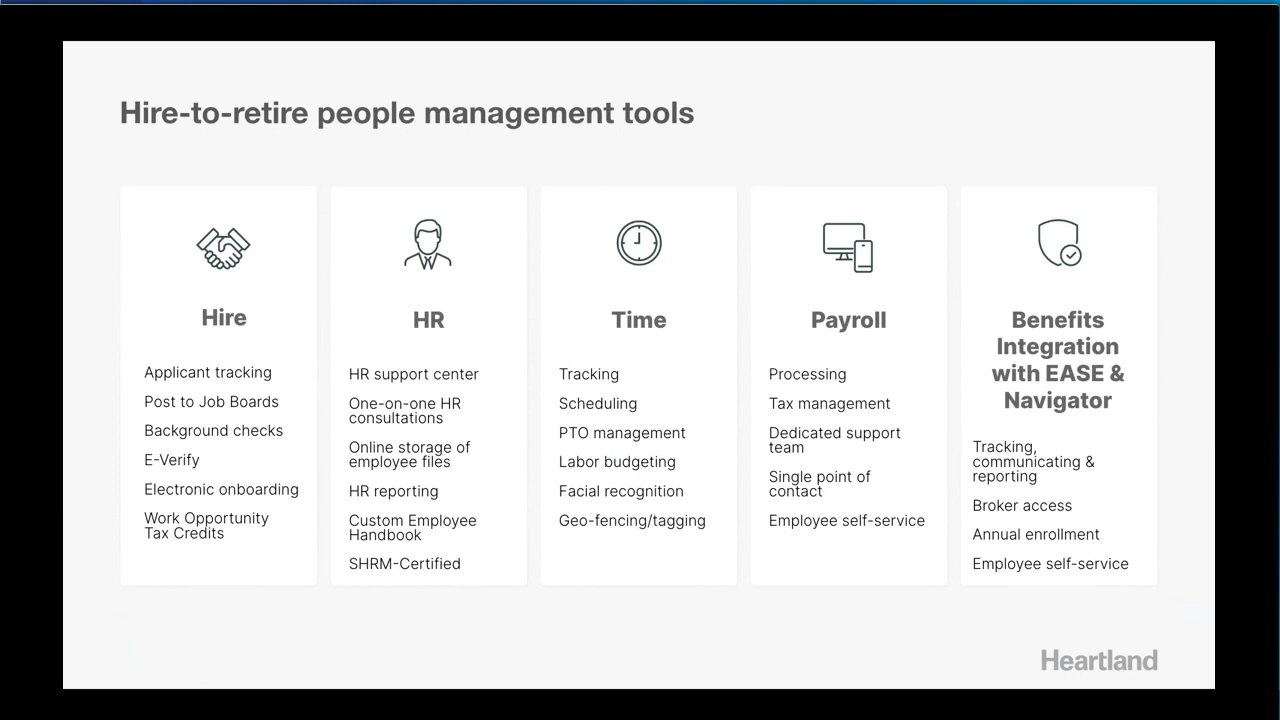 Hire-to-retire people management tools
Hire
Applicant tracking
Post to Job Boards
Background checks
E-Verify
Electronic onboarding
Work Opportunity
Tax Credits
HR
HR support center
One-on-one HR
consultations
Online storage of
employee files
HR reporting
Custom Employee
Handbook
SHRM-Certified
Time
Tracking
Scheduling
PTO management
Labor budgeting
Facial recognition
Geo-fencing/tagging
Payroll
Processing
Tax management
Dedicated support
team
Single point of
contact
Employee self-service
Benefits
Integration
with EASE &
Navigator
Tracking,
communicating &
reporting
Broker access
Annual enrollment
Employee self-service
Heartland